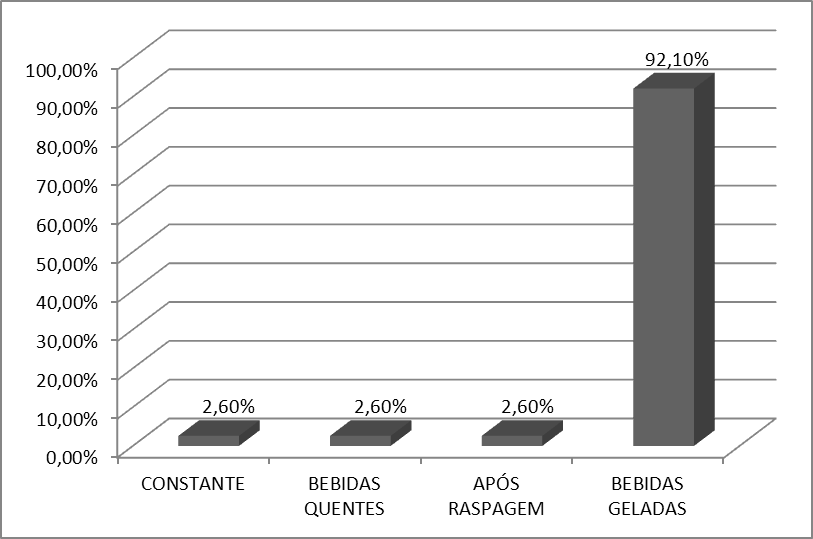 100,00%
90,00%
80,00%
70,00%
60,00%
50,00%
40,00%
30,00%
20,00%
10,00%
0,00%
2,60%
2,60%
2,60%
92,10%
CONSTANTE
BEBIDAS
QUENTES
APÓS
RASPAGEM
BEBIDAS
GELADAS